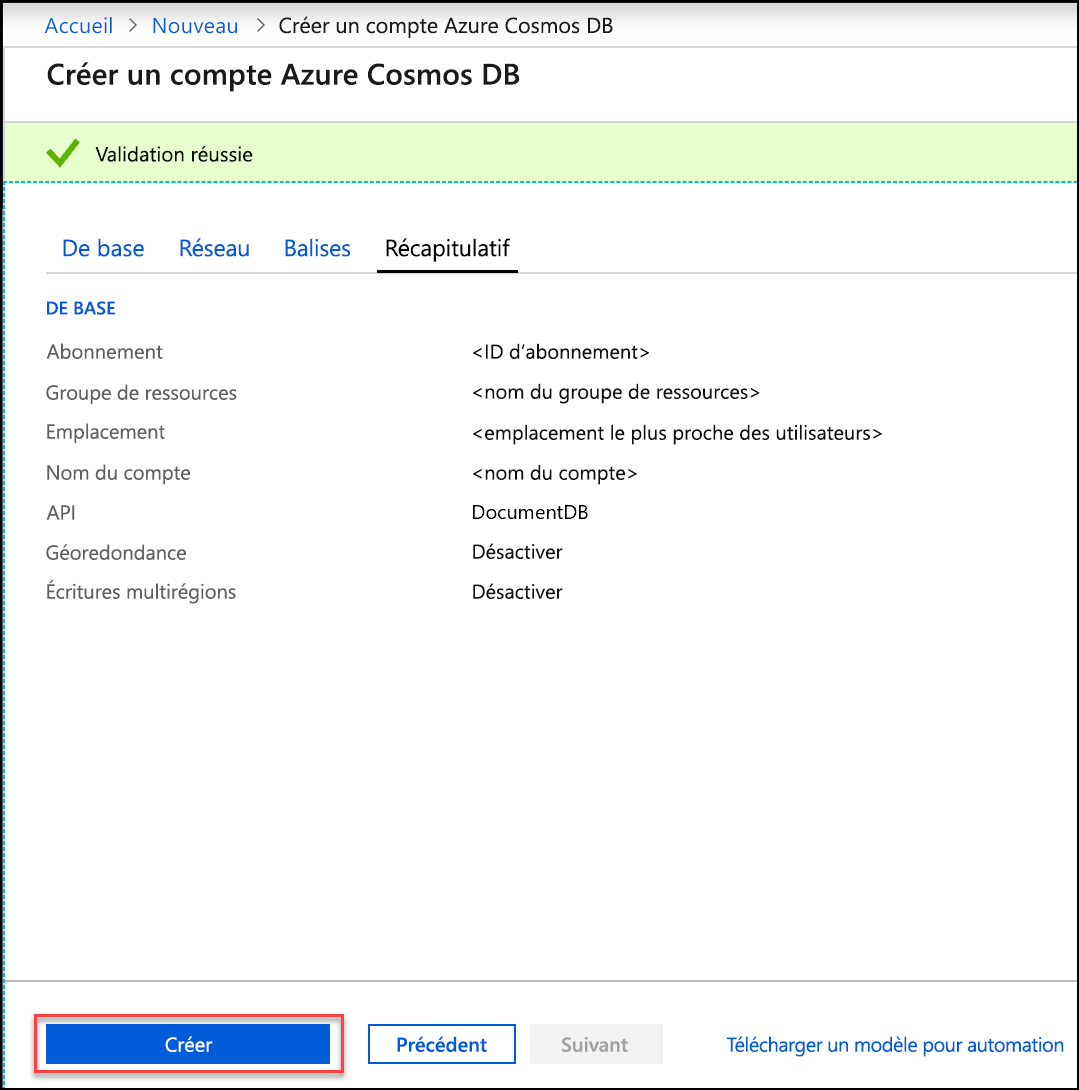 Accueil > Nouveau > Créer un compte Azure Cosmos DB
Créer un compte Azure Cosmos DB
Validation réussie
De base Réseau Balises Récapitulatif
DE BASE
Abonnement <ID d’abonnement>
Groupe de ressources <nom du groupe de ressources>
Emplacement <emplacement le plus proche des utilisateurs>
Nom du compte <nom du compte>
API DocumentDB
Géoredondance Désactiver
Écritures multirégions Désactiver
Créer Précédent Suivant Télécharger un modèle pour automation